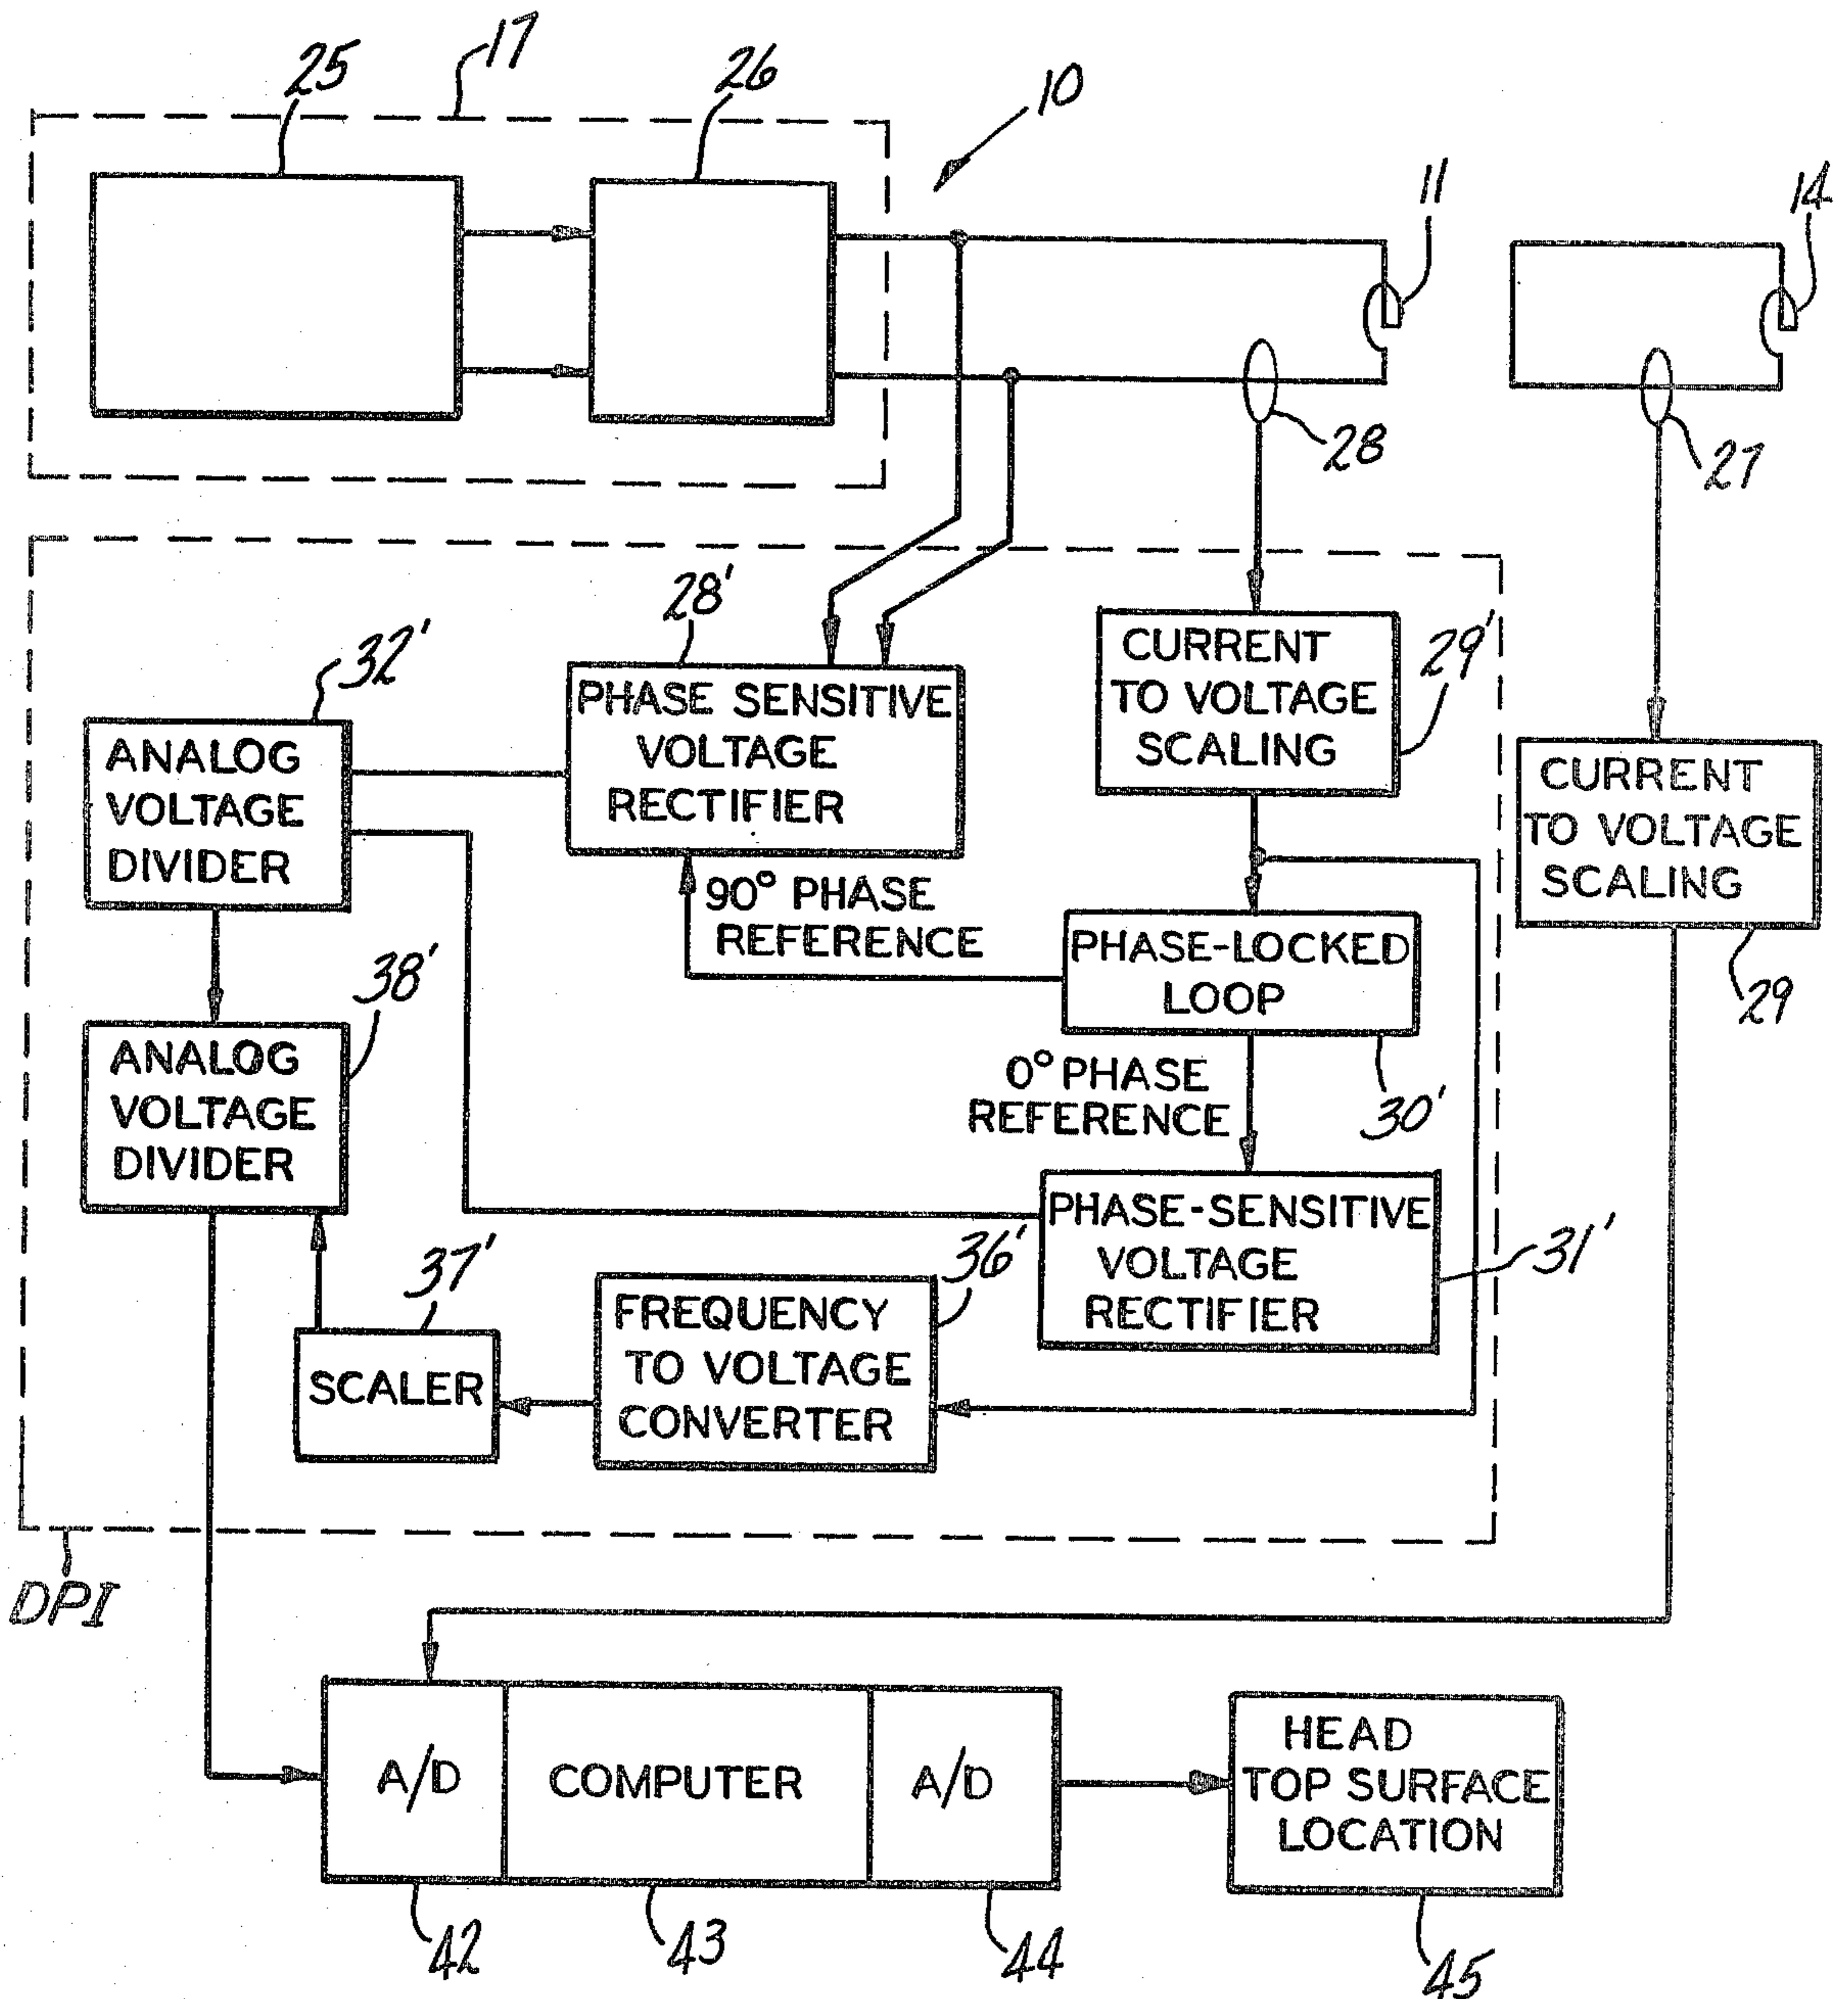 17
25
26
10
11
14
28
27
28'
32'
PHASE SENSITIVE
VOLTAGE
RECTIFIER
CURRENT
TO VOLTAGE
SCALING
29'
ANALOG
VOLTAGE
DIVIDER
CURRENT
TO VOLTAGE
SCALING
29
90° PHASE
REFERENCE
PHASE-LOCKED
LOOP
30'
38'
ANALOG
VOLTAGE
DIVIDER
0° PHASE
REFERENCE
PHASE-SENSITIVE
VOLTAGE
RECTIFIER
31'
36'
37'
FREQUENCY
TO VOLTAGE
CONVERTER
SCALER
DPI
A/D
COMPUTER
A/D
HEAD
TOP SURFACE
LOCATION
42
43
44
45